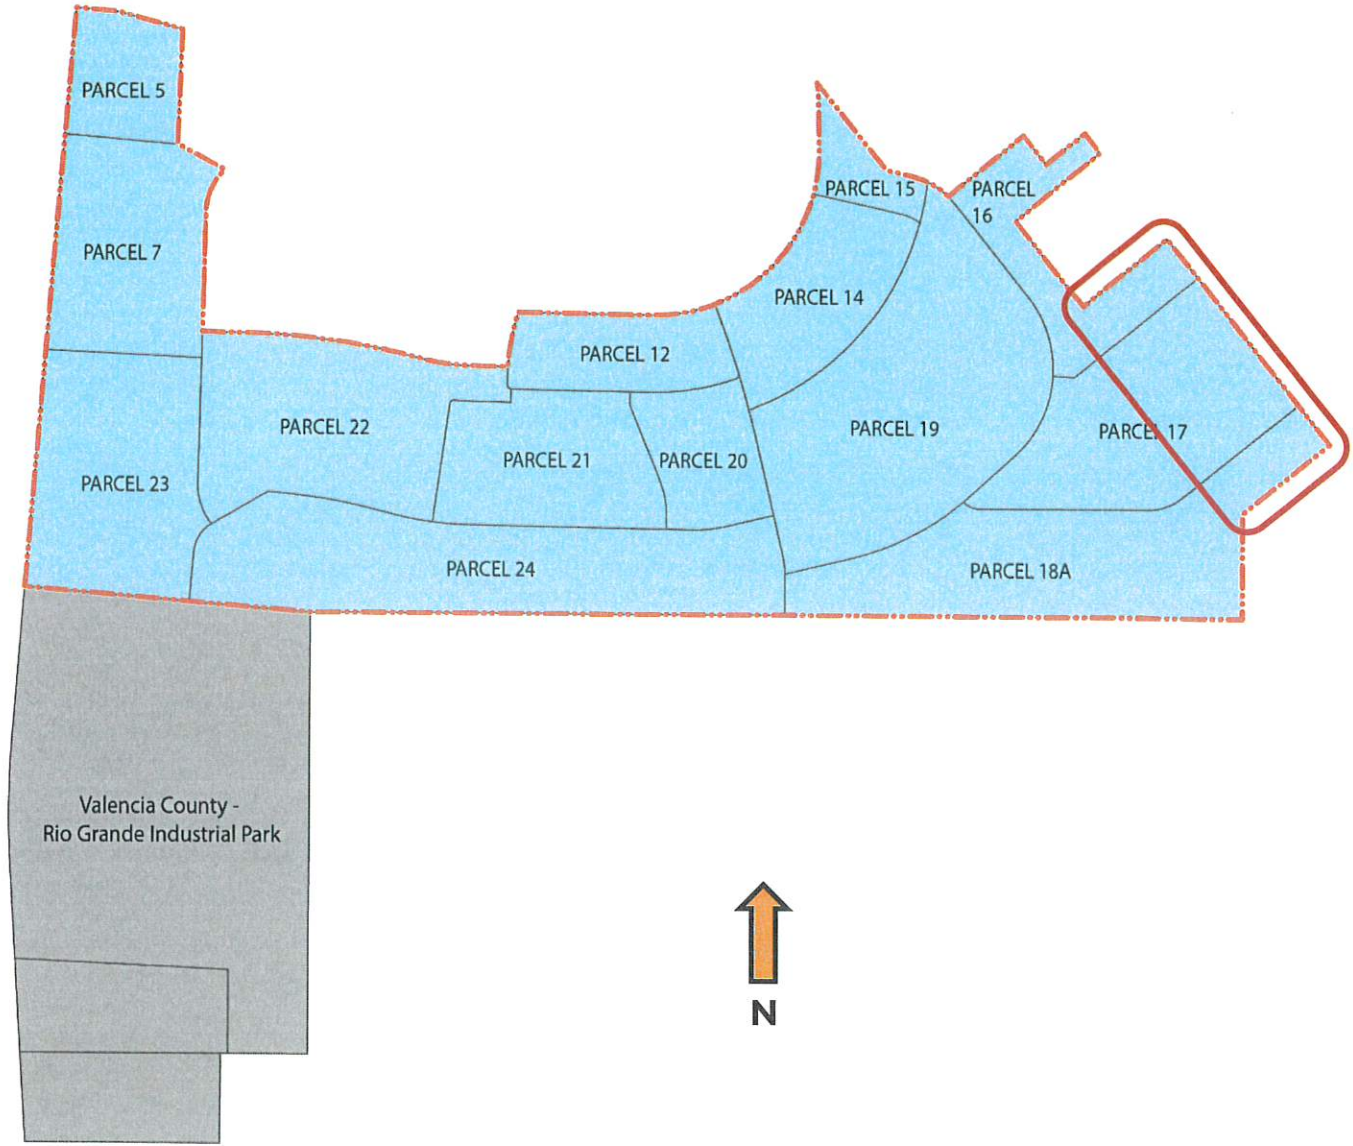 PARCEL 5
PARCEL 15
PARCEL
16
PARCEL 7
PARCEL 14
PARCEL 12
PARCEL 22
PARCEL 19
PARCEL 17
PARCEL 21
PARCEL 20
PARCEL 23
PARCEL 24
PARCEL 18A
Valencia County -
Rio Grande Industrial Park
N